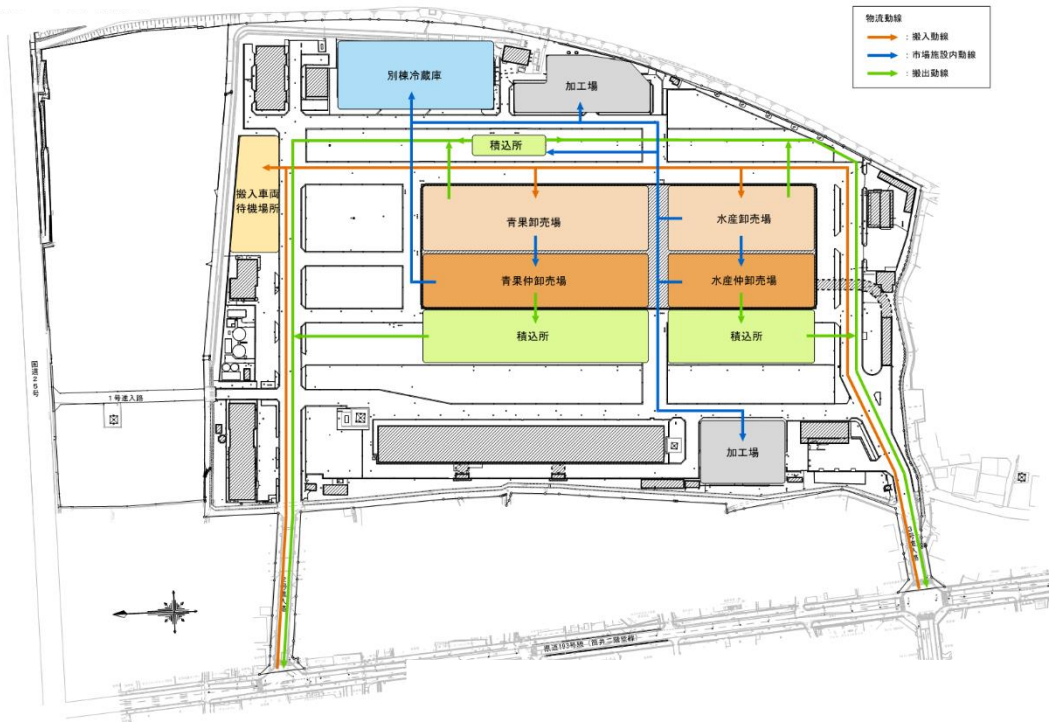 物流動線
：搬入動線
：市場施設内動線
：搬出動線
別棟冷蔵庫
加工場
積込所
搬入車両
待機場所
青果卸売場
水産卸売場
青果仲卸売場
水産仲卸売場
積込所
積込所
国道25号
1号進入路
加工場